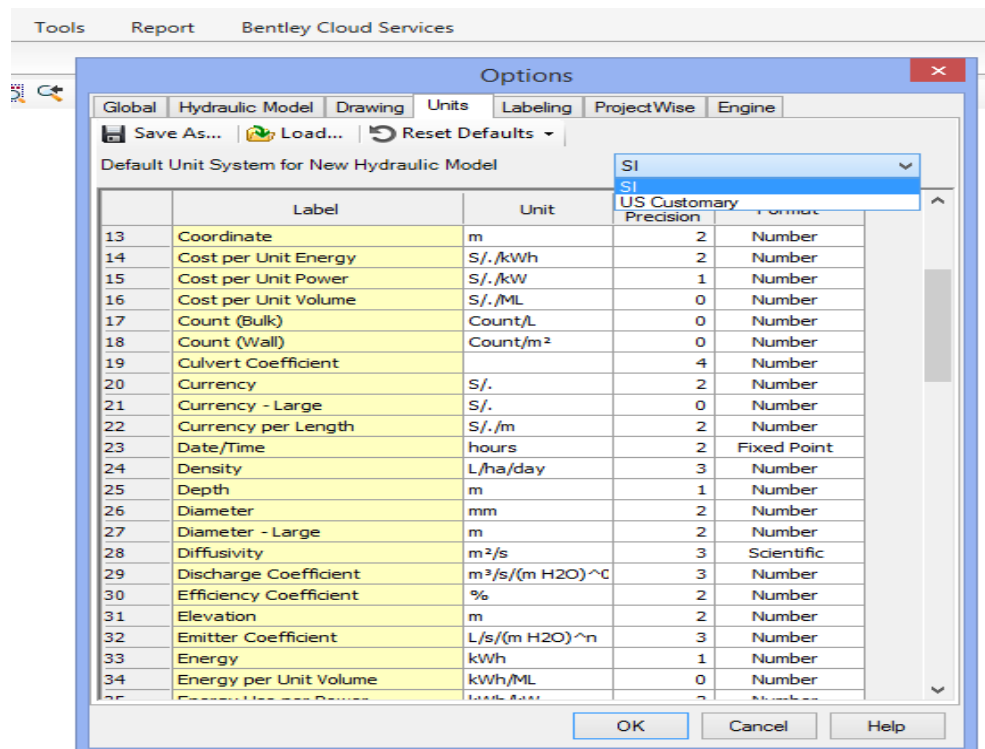 Tools Report Bentley Cloud Services
Options
Global Hydraulic Model Drawing Units Labeling ProjectWise Engine
Save As... Load... Reset Defaults
Default Unit System for New Hydraulic Model SI
SI
US Customary
Label Unit Precision Format
13 Coordinate m 2 Number
14 Cost per Unit Energy S/./kWh 2 Number
15 Cost per Unit Power S/./kW 1 Number
16 Cost per Unit Volume S/./ML 0 Number
17 Count (Bulk) Count/L 0 Number
18 Count (Wall) Count/m² 0 Number
19 Culvert Coefficient 4 Number
20 Currency S/. 2 Number
21 Currency - Large S/. 0 Number
22 Currency per Length S/./m 2 Number
23 Date/Time hours 2 Fixed Point
24 Density L/ha/day 3 Number
25 Depth m 1 Number
26 Diameter mm 2 Number
27 Diameter - Large m 2 Number
28 Diffusivity m²/s 3 Scientific
29 Discharge Coefficient m³/s/(m H2O)^0 3 Number
30 Efficiency Coefficient % 2 Number
31 Elevation m 2 Number
32 Emitter Coefficient L/s/(m H2O)^n 3 Number
33 Energy kWh 1 Number
34 Energy per Unit Volume kWh/ML 0 Number
OK Cancel Help